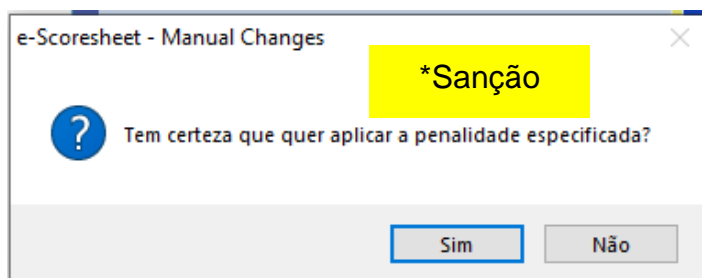 e-Scoresheet - Manual Changes
*Sanção
Tem certeza que quer aplicar a penalidade especificada?
Sim
Não